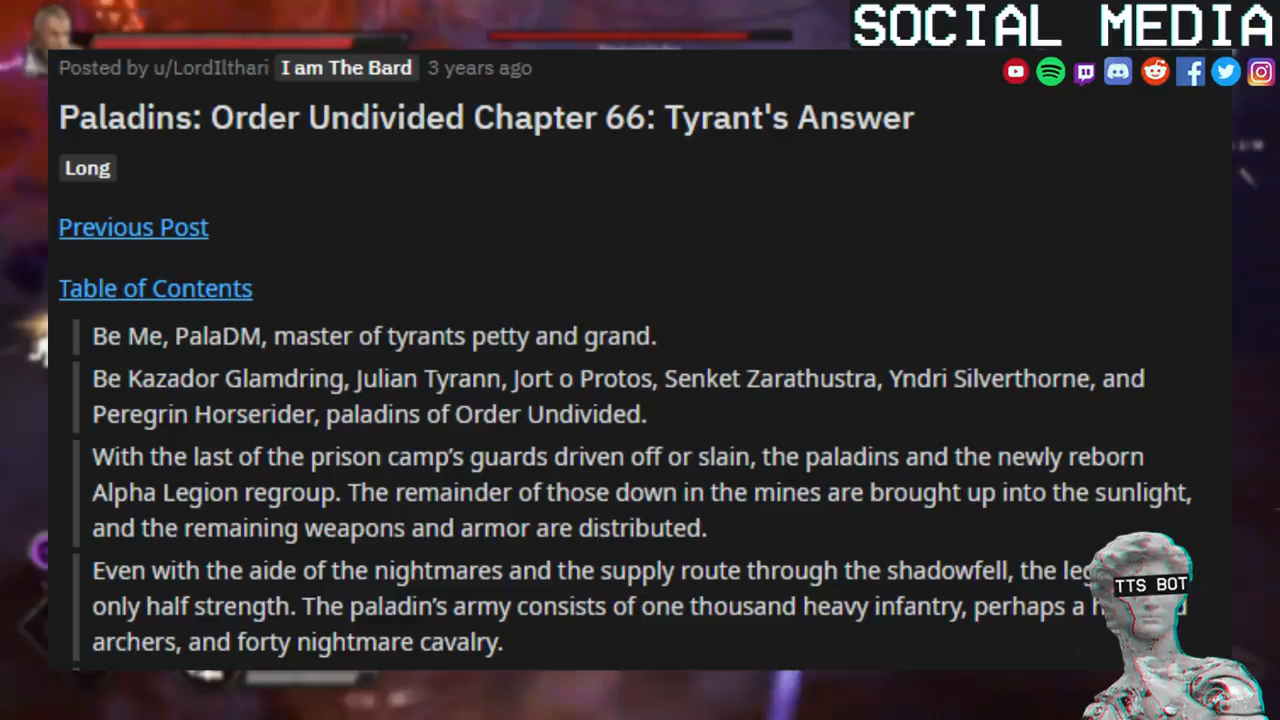 SOCIAL MEDIA
Posted by u/LordIlthari I am The Bard 3 years ago
Paladins: Order Undivided Chapter 66: Tyrant's Answer
Long
Previous Post
Table of Contents
Be Me, PalaDM, master of tyrants petty and grand.
Be Kazador Glamdring, Julian Tyrann, Jort o Protos, Senket Zarathustra, Yndri Silverthorne, and
Peregrin Horserider, paladins of Order Undivided.
With the last of the prison camp's guards driven off or slain, the paladins and the newly reborn
Alpha Legion regroup. The remainder of those down in the mines are brought up into the sunlight,
and the remaining weapons and armor are distributed.
Even with the aide of the nightmares and the supply route through the shadowfell, the
only half strength. The paladin's army consists of one thousand heavy infantry, perhaps a
archers, and forty nightmare cavalry.
TTS BOT